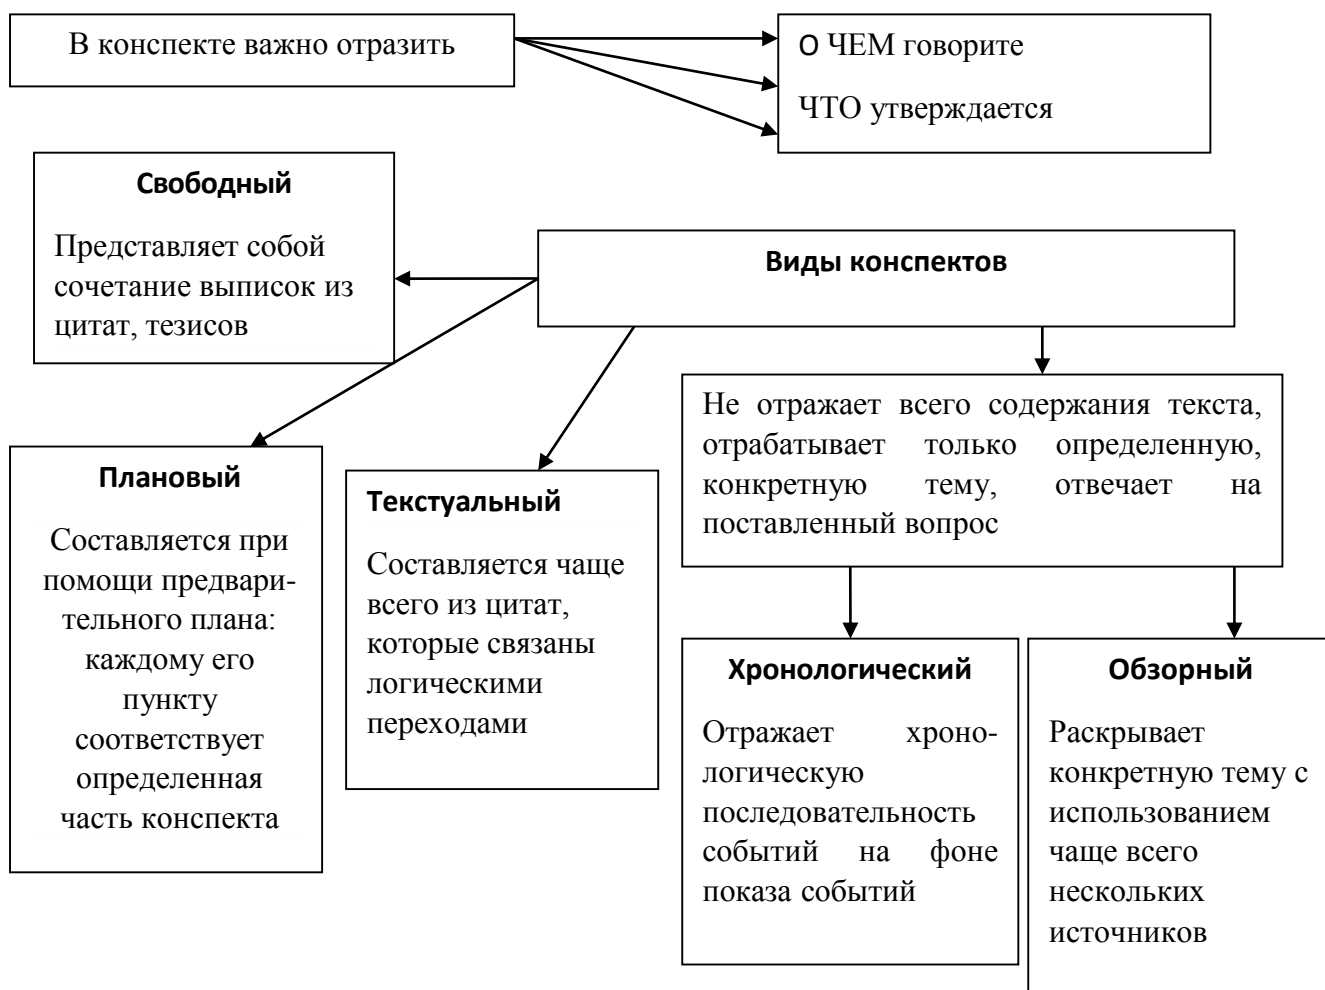 В конспекте важно отразить
О ЧЕМ говорите
ЧТО утверждается
Свободный
Представляет собой
сочетание выписок из
цитат, тезисов
Виды конспектов
Не отражает всего содержания текста,
отрабатывает только определенную,
конкретную тему, отвечает на
поставленный вопрос
Плановый
Составляется при
помощи предвари-
тельного плана:
каждому его
пункту
соответствует
определенная
часть конспекта
Текстуальный
Составляется чаще
всего из цитат,
которые связаны
логическими
переходами
Хронологический
Отражает хроно-
логическую
последовательность
событий на фоне
показа событий
Обзорный
Раскрывает
конкретную тему с
использованием
чаще всего
нескольких
источников